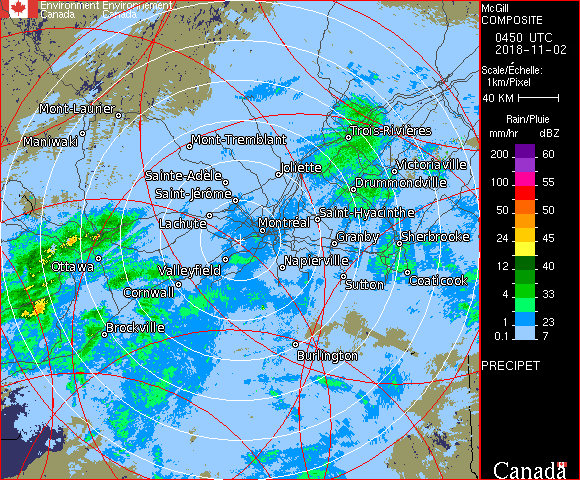 Environment Environnement
Canada Canada
McGill
COMPOSITE
0450 UTC
2018-11-02
Scale/Échelle:
1km/Pixel
40 KM
Rain/Pluie
mm/hr dBZ
200 60
100 55
50 50
24 45
12 40
4 33
1 23
0.1 7
PRECIPET
Canada
Mont-Laurier
Maniwaki
Mont-Tremblant
Trois-Rivières
Joliette
Victoriaville
Sainte-Adèle
Drummondville
Saint-Jérôme
Lachute
Saint-Hyacinthe
Montréal
Granby
Sherbrooke
Ottawa
Valleyfield
Napierville
Cornwall
Sutton
Coaticook
Brockville
Burlington